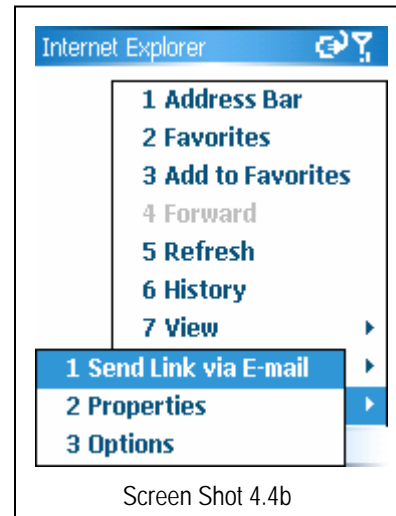 Internet Explorer
1 Address Bar
2 Favorites
3 Add to Favorites
4 Forward
5 Refresh
6 History
7 View
1 Send Link via E-mail
2 Properties
3 Options
Screen Shot 4.4b